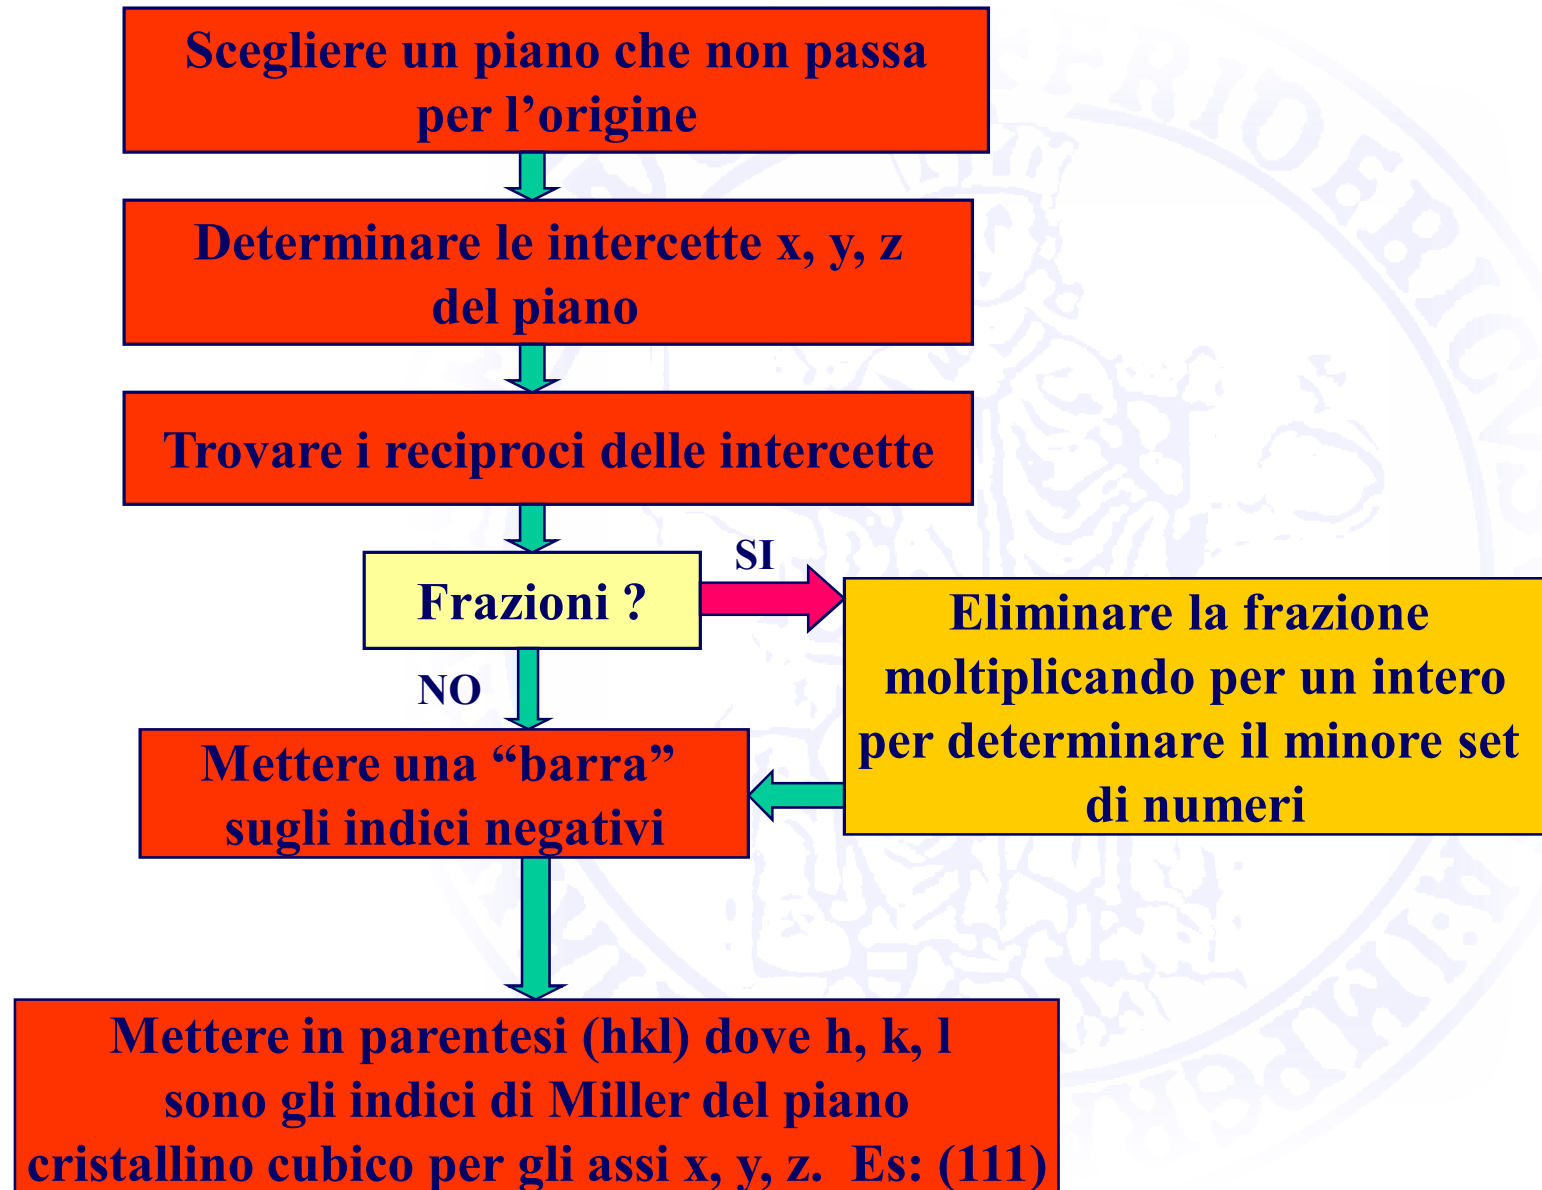 Scegliere un piano che non passa
per l’origine
Determinare le intercette x, y, z
del piano
Trovare i reciproci delle intercette
Frazioni ?
SI
Eliminare la frazione
moltiplicando per un intero
per determinare il minore set
di numeri
NO
Mettere una “barra”
sugli indici negativi
Mettere in parentesi (hkl) dove h, k, l
sono gli indici di Miller del piano
cristallino cubico per gli assi x, y, z.  Es: (111)